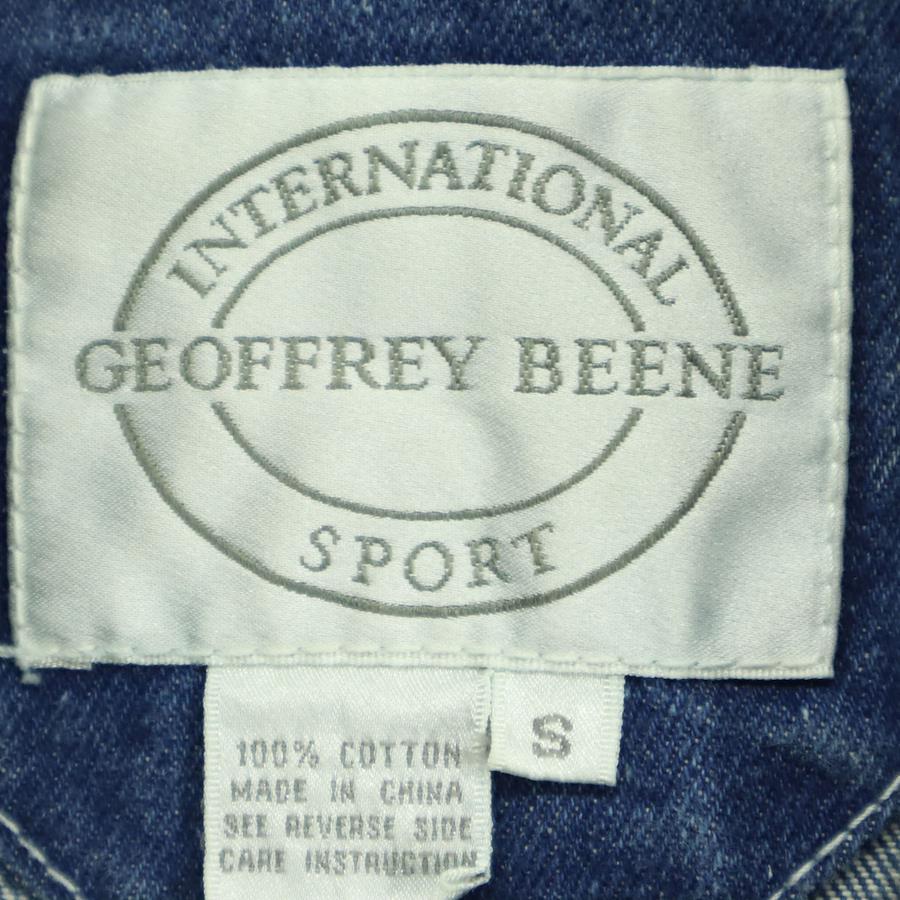 INTERNATIONAL
GEOFFREY BEENE
SPORT
S
100% COTTON
MADE IN CHINA
SEE REVERSE SIDE
CARE INSTRUCTION